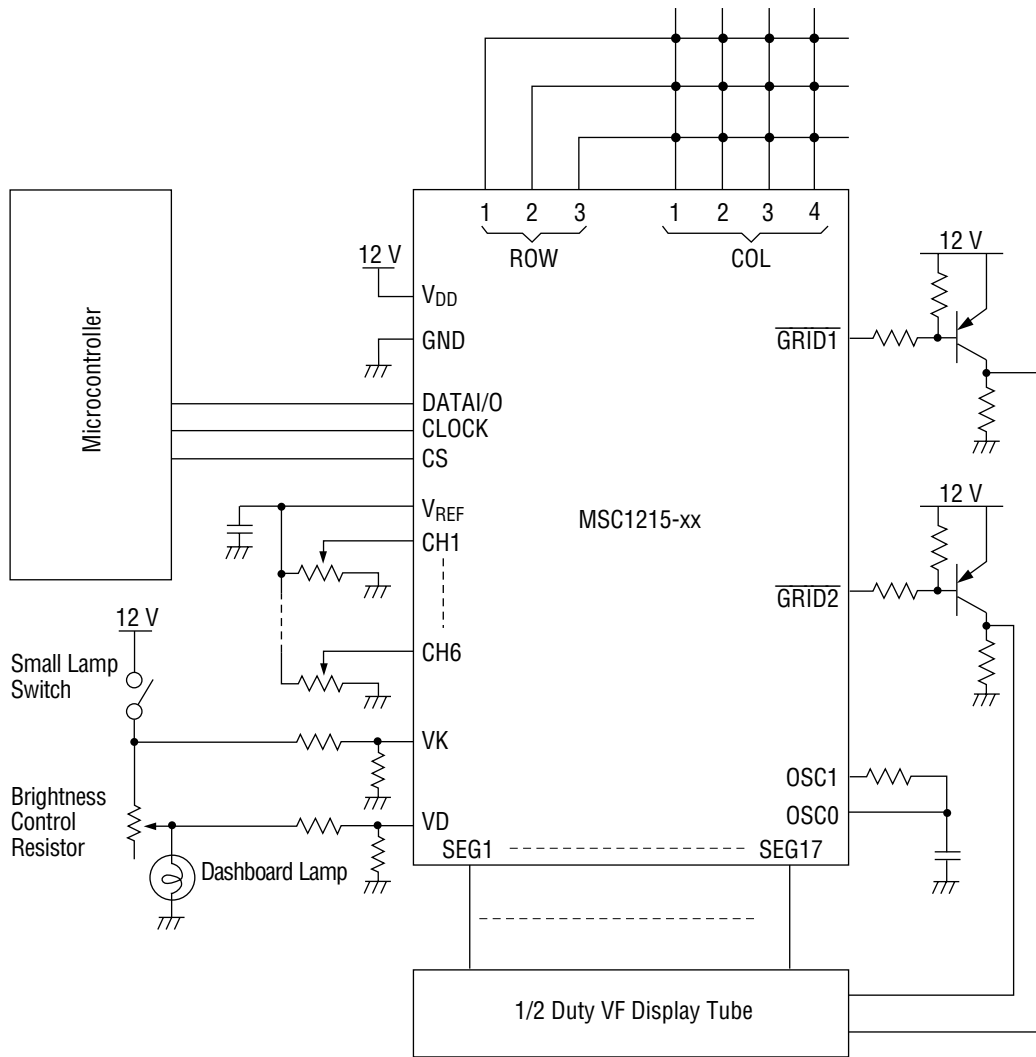 1 2 3
ROW
1 2 3 4
COL
Microcontroller
12 V
VDD
GND
DATAI/O
CLOCK
CS
VREF
CH1
CH6
MSC1215-xx
GRID1
12 V
GRID2
12 V
12 V
Small Lamp
Switch
VK
Brightness
Control
Resistor
VD
Dashboard Lamp
OSC1
OSC0
SEG1
SEG17
1/2 Duty VF Display Tube